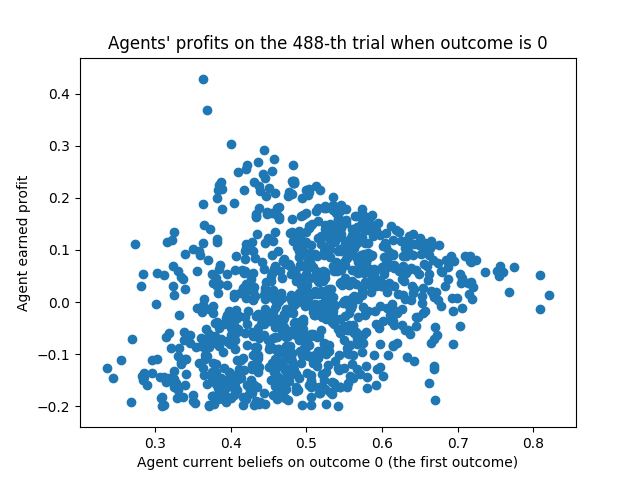 Agents' profits on the 488-th trial when outcome is 0
0.4
0.3
0.2
0.1
0.0
−0.1
−0.2
Agent earned profit
0.3 0.4 0.5 0.6 0.7 0.8
Agent current beliefs on outcome 0 (the first outcome)